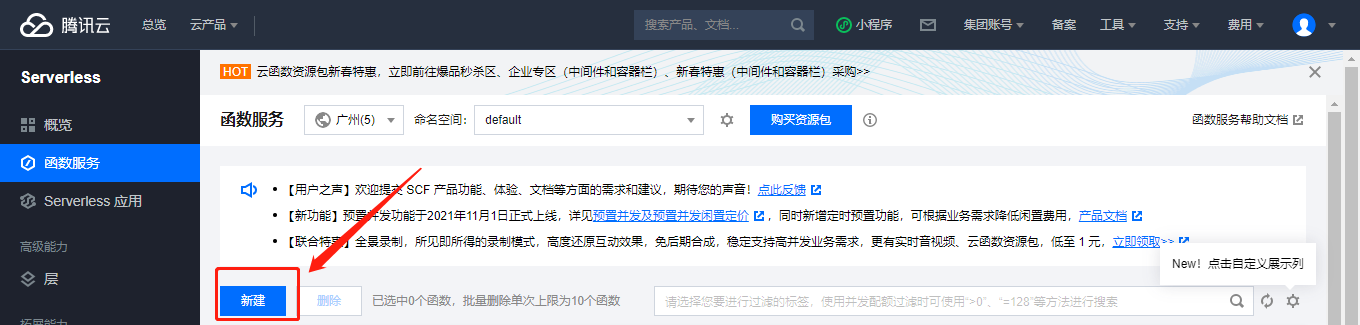 腾讯云 总览 云产品 搜索产品、文档... 小程序 集团账号 备案 工具 支持 费用
Serverless
HOT 云函数资源包新春特惠，立即前往爆品秒杀区、企业专区（中间件和容器栏）、新春特惠（中间件和容器栏）采购>>
概览
函数服务 广州(5) 命名空间： default 购买资源包 函数服务帮助文档
函数服务
【用户之声】欢迎提交 SCF 产品功能、体验、文档等方面的需求和建议，期待您的声音！点此反馈
Serverless 应用
【新功能】预置并发功能于2021年11月1日正式上线，详见预置并发及预置并发闲置定价，同时新增定时预置功能，可根据业务需求降低闲置费用，产品文档
【联合特惠】全景录制，所见即所得的录制模式，高度还原互动效果，免后期合成，稳定支持高并发业务需求，更有实时音视频、云函数资源包，低至 1 元，立即领取>>
高级能力
New！点击自定义展示列
层
新建 删除 已选中0个函数，批量删除单次上限为10个函数 请选择您要进行过滤的标签，使用并发配额过滤时可使用“>0”、“=128”等方法进行搜索
拓展能力